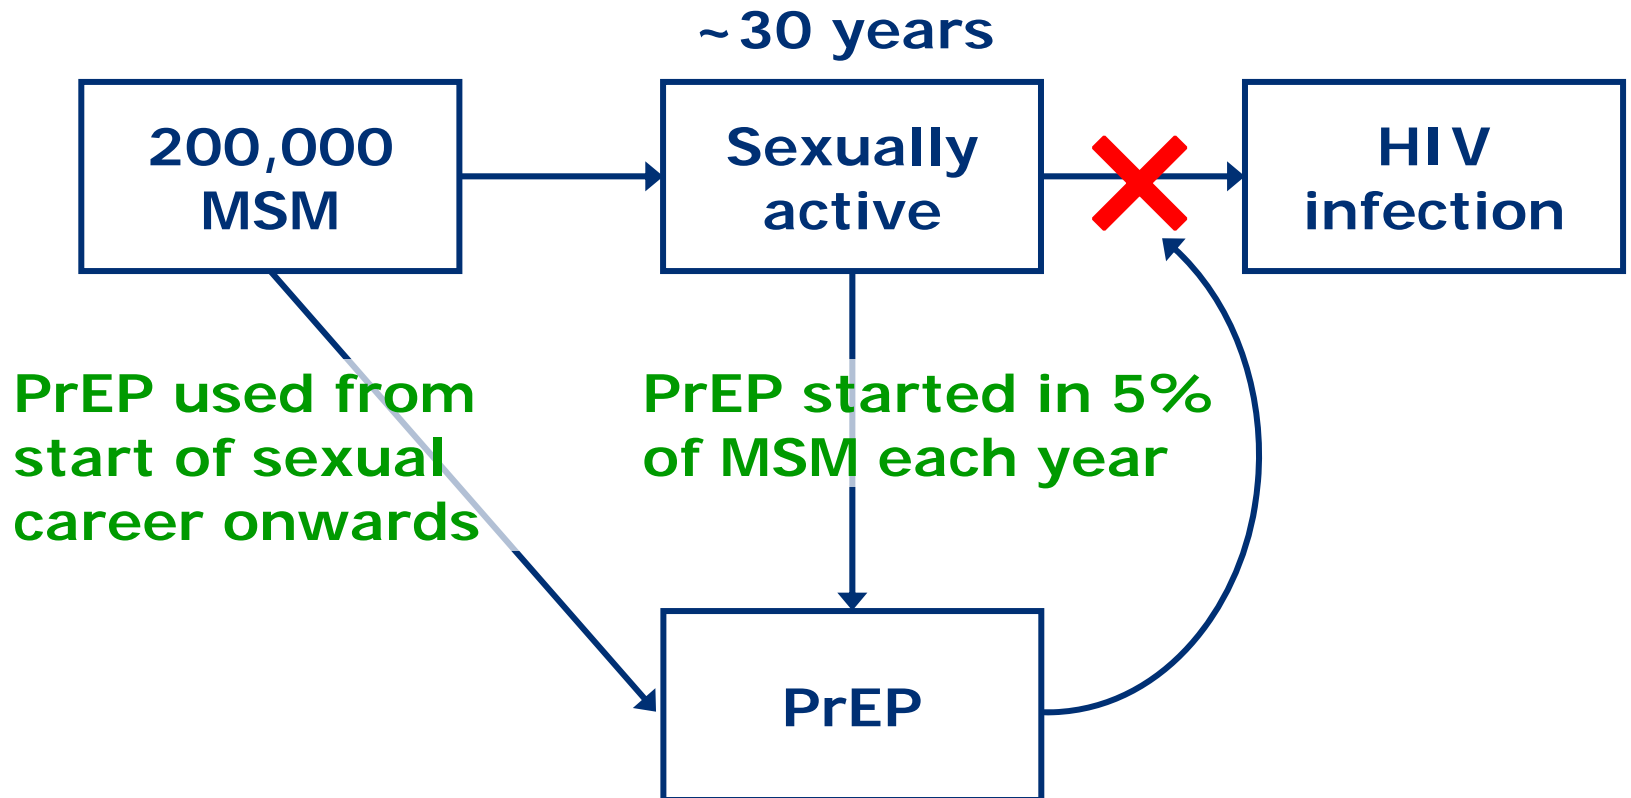 ~30 years
200,000
MSM
Sexually
active
HIV
infection
PrEP used from
start of sexual
career onwards
PrEP started in 5%
of MSM each year
PrEP